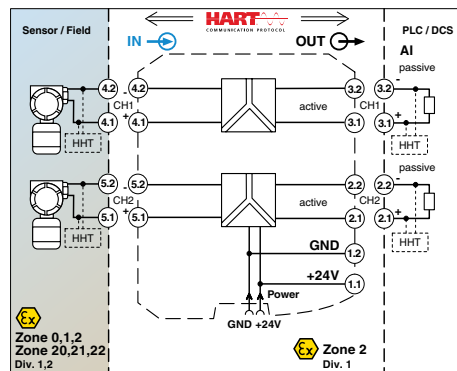 Sensor / Field
HART
COMMUNICATION PROTOCOL
PLC / DCS
IN
OUT
AI
4.2 4.2 - 3.2 3.2 - passive
CH1 CH1
4.1 + 4.1 active 3.1 3.1 +
HHT HHT
5.2 5.2 - 2.2 2.2 - passive
CH2 CH2
5.1 + 5.1 active 2.1 2.1 +
HHT HHT
GND 1.2
+24V 1.1
Power
GND +24V
Ex
Zone 0,1,2
Zone 20,21,22
Div. 1,2
Ex Zone 2
Div. 1